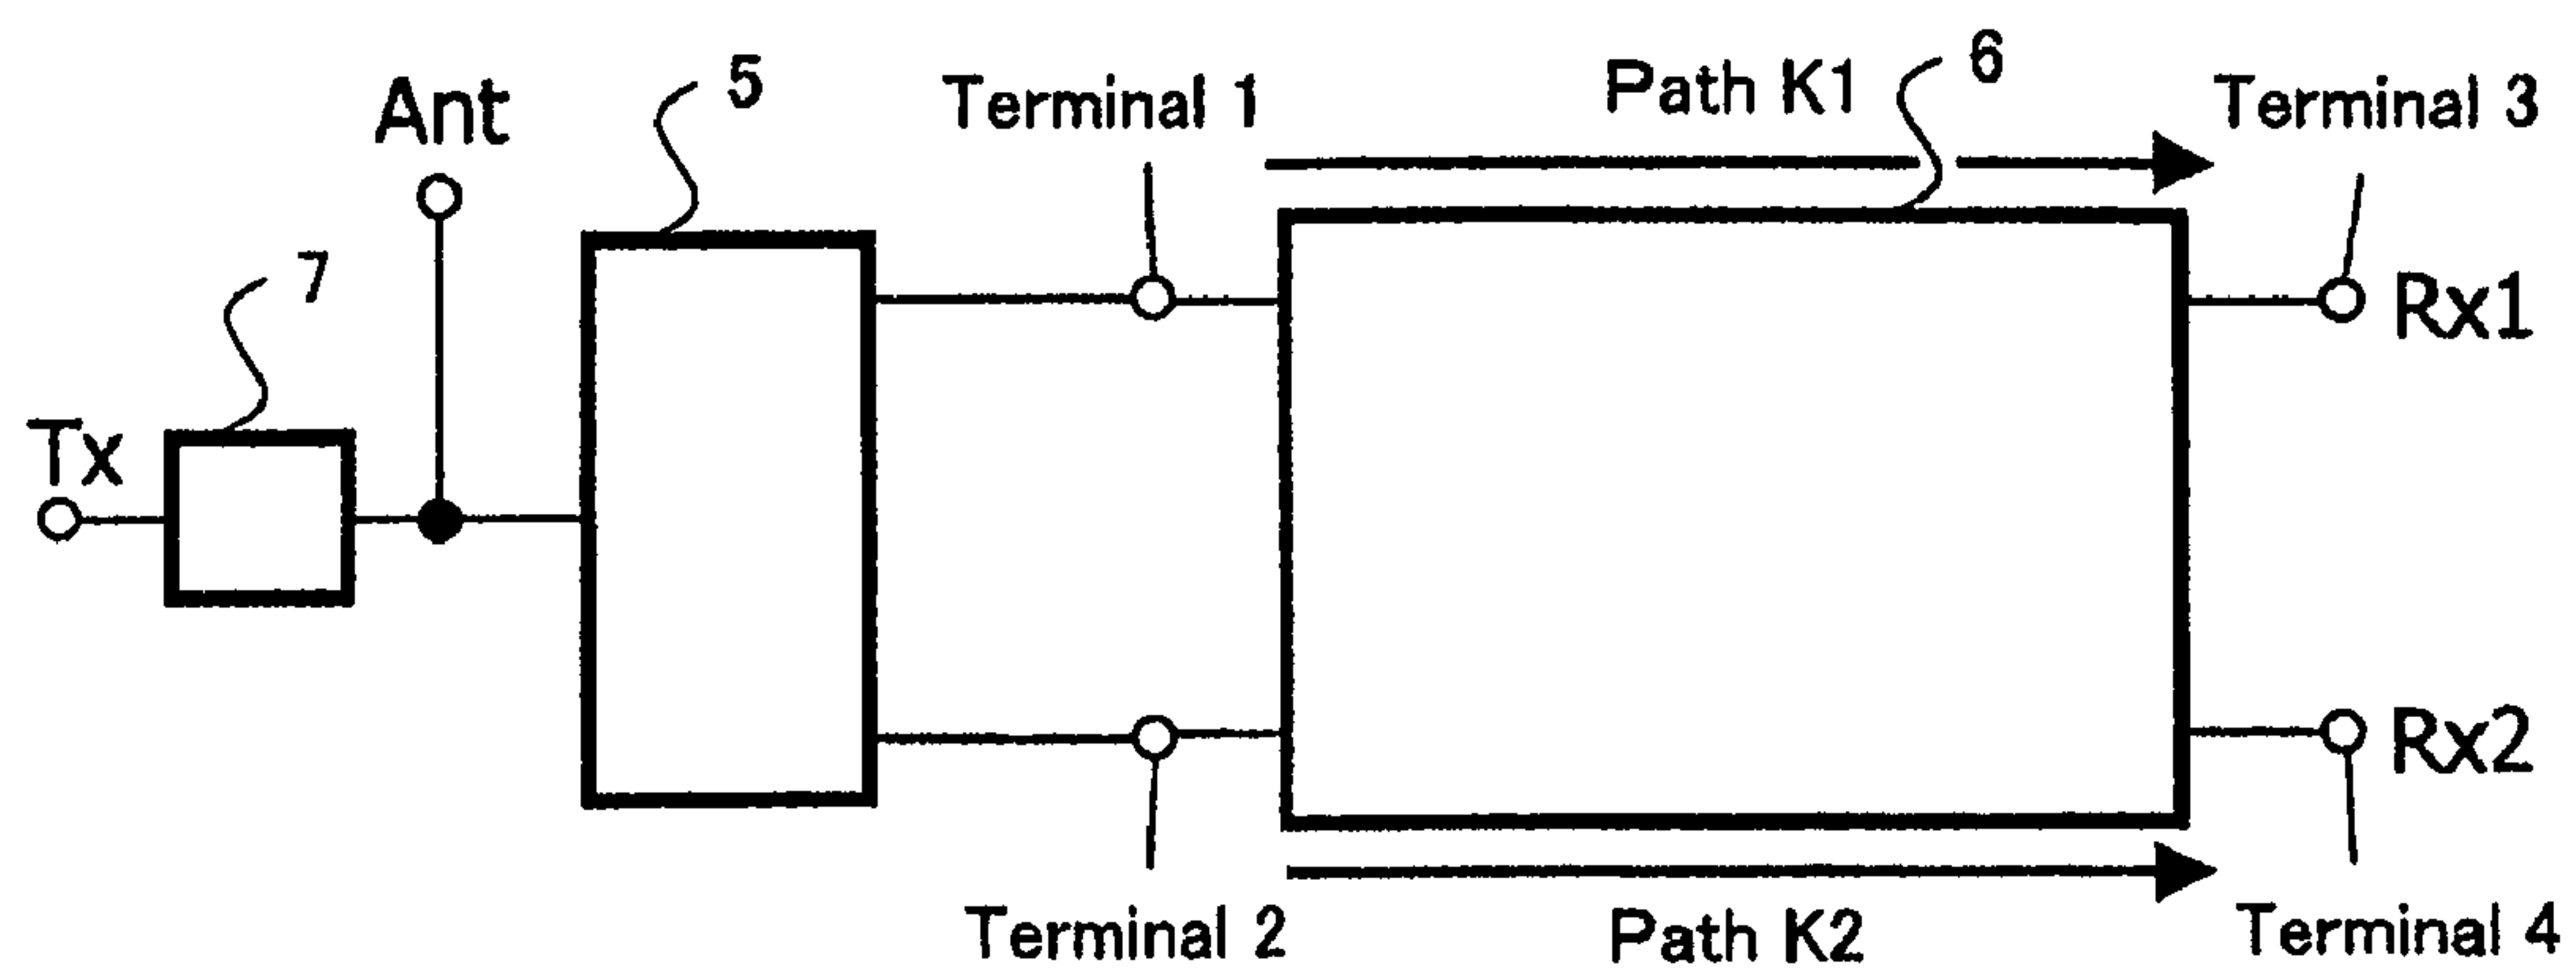 Ant
5
Terminal 1
Path K1
6
Terminal 3
7
Tx
Rx1
Rx2
Terminal 2
Path K2
Terminal 4